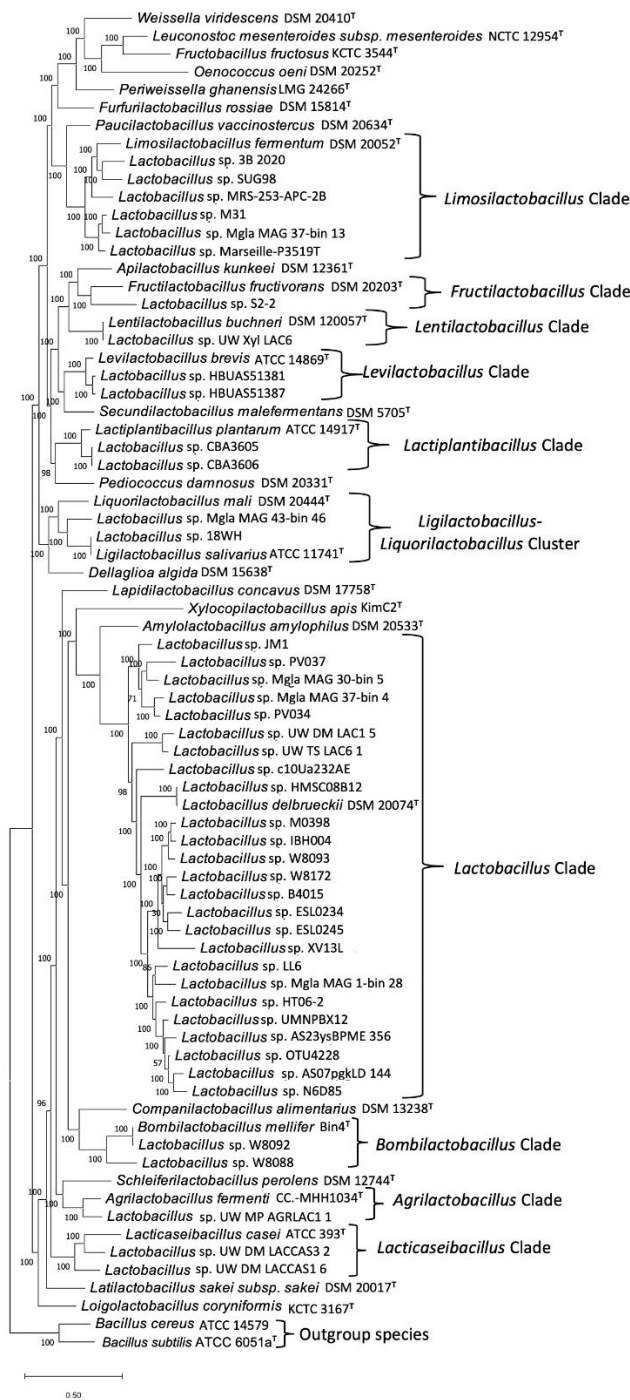 Weissella viridescens DSM 20410ᵀ
Leuconostoc mesenteroides subsp. mesenteroides NCTC 12954ᵀ
Fructobacillus fructosus KCTC 3544ᵀ
Oenococcus oeni DSM 20252ᵀ
Periweissella ghanensis LMG 24266ᵀ
Furfurilactobacillus rossiae DSM 15814ᵀ
Paucilactobacillus vaccinostercus DSM 20634ᵀ
Limosilactobacillus fermentum DSM 20052ᵀ
Lactobacillus sp. 3B 2020
Lactobacillus sp. SUG98
Lactobacillus sp. MRS-253-APC-2B
Limosilactobacillus Clade
Lactobacillus sp. M31
Lactobacillus sp. Mgla MAG 37-bin 13
Lactobacillus sp. Marseille-P3519T
Apilactobacillus kunkeei DSM 12361ᵀ
Fructilactobacillus fructivorans DSM 20203ᵀ
Fructilactobacillus Clade
Lactobacillus sp. S2-2
Lentilactobacillus buchneri DSM 120057ᵀ
Lentilactobacillus Clade
Lactobacillus sp. UW Xyl LAC6
Levilactobacillus brevis ATCC 14869ᵀ
Lactobacillus sp. HBUAS51381
Levilactobacillus Clade
Lactobacillus sp. HBUAS51387
Secundilactobacillus malefermentans DSM 5705ᵀ
Lactiplantibacillus plantarum ATCC 14917ᵀ
Lactobacillus sp. CBA3605
Lactiplantibacillus Clade
Lactobacillus sp. CBA3606
Pediococcus damnosus DSM 20331ᵀ
Liquorilactobacillus mali DSM 20444ᵀ
Lactobacillus sp. Mgla MAG 43-bin 46
Ligilactobacillus-
Liquorilactobacillus Cluster
Lactobacillus sp. 18WH
Ligilactobacillus salivarius ATCC 11741ᵀ
Dellaglioa algida DSM 15638ᵀ
Lapidilactobacillus concavus DSM 17758ᵀ
Xylocopilactobacillus apis KimC2ᵀ
Amylolactobacillus amylophilus DSM 20533ᵀ
Lactobacillus sp. JM1
Lactobacillus sp. PV037
Lactobacillus sp. Mgla MAG 30-bin 5
Lactobacillus sp. Mgla MAG 37-bin 4
Lactobacillus sp. PV034
Lactobacillus sp. UW DM LAC1 5
Lactobacillus sp. UW TS LAC6 1
Lactobacillus sp. c10Ua232AE
Lactobacillus sp. HMSC08B12
Lactobacillus delbrueckii DSM 20074ᵀ
Lactobacillus sp. M0398
Lactobacillus sp. IBH004
Lactobacillus sp. W8093
Lactobacillus Clade
Lactobacillus sp. W8172
Lactobacillus sp. B4015
Lactobacillus sp. ESL0234
Lactobacillus sp. ESL0245
Lactobacillus sp. XV13L
Lactobacillus sp. LL6
Lactobacillus sp. Mgla MAG 1-bin 28
Lactobacillus sp. HT06-2
Lactobacillus sp. UMNPBX12
Lactobacillus sp. AS23ysBPME 356
Lactobacillus sp. OTU4228
Lactobacillus sp. AS07pgkLD 144
Lactobacillus sp. N6D85
Companilactobacillus alimentarius DSM 13238ᵀ
Bombilactobacillus mellifer Bin4ᵀ
Lactobacillus sp. W8092
Bombilactobacillus Clade
Lactobacillus sp. W8088
Schleiferilactobacillus perolens DSM 12744ᵀ
Agrilactobacillus fermenti CC.-MHH1034ᵀ
Agrilactobacillus Clade
Lactobacillus sp. UW MP AGRLAC1 1
Lacticaseibacillus casei ATCC 393ᵀ
Lactobacillus sp. UW DM LACCAS3 2
Lacticaseibacillus Clade
Lactobacillus sp. UW DM LACCAS1 6
Latilactobacillus sakei subsp. sakei DSM 20017ᵀ
Loigolactobacillus coryniformis KCTC 3167ᵀ
Bacillus cereus ATCC 14579
Outgroup species
Bacillus subtilis ATCC 6051aᵀ
0.50